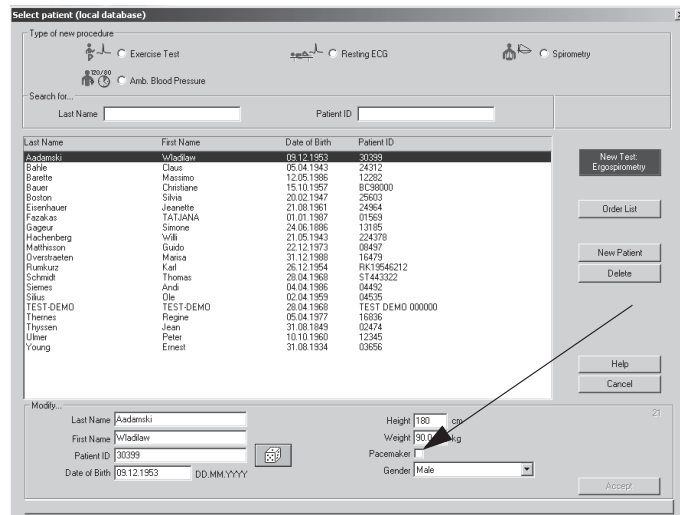 Select patient (local database)
Type of new procedure
Exercise Test Resting ECG Spirometry
120/80 Amb. Blood Pressure
Search for...
Last Name Patient ID
Last Name First Name Date of Birth Patient ID
Aadamski Wladilaw 09.12.1953 30399
Bahle Claus 05.04.1943 24312
Barette Massimo 12.05.1986 12282
Bauer Christiane 15.10.1957 BC98000
Boston Silvia 20.02.1947 25603
Eisenhauer Jeanette 21.08.1961 24964
Fazakas TATJANA 01.01.1987 01569
Gageur Simone 24.06.1886 13185
Hachenberg Willi 21.05.1943 224378
Matthisson Guido 22.12.1973 08497
Overstraeten Marisa 31.12.1988 16479
Rumkurz Karl 26.12.1954 RK19546212
Schmidt Thomas 28.04.1968 ST443322
Siemes Andi 04.04.1986 04492
Silius Ole 02.04.1959 04535
TEST-DEMO TEST-DEMO 28.04.1968 TEST DEMO 000000
Thernes Regine 05.04.1977 16836
Thyssen Jean 31.08.1849 02474
Ulmer Peter 10.10.1960 12345
Young Ernest 31.08.1934 03656
New Test:
Ergospirometry
Order List
New Patient
Delete
Help
Cancel
Modify...
Last Name Aadamski
First Name Wladilaw
Patient ID 30399
Date of Birth 09.12.1953 DD.MM.YYYY
Height 180 cm
Weight 90.0 kg
Pacemaker
Gender Male
21
Accept